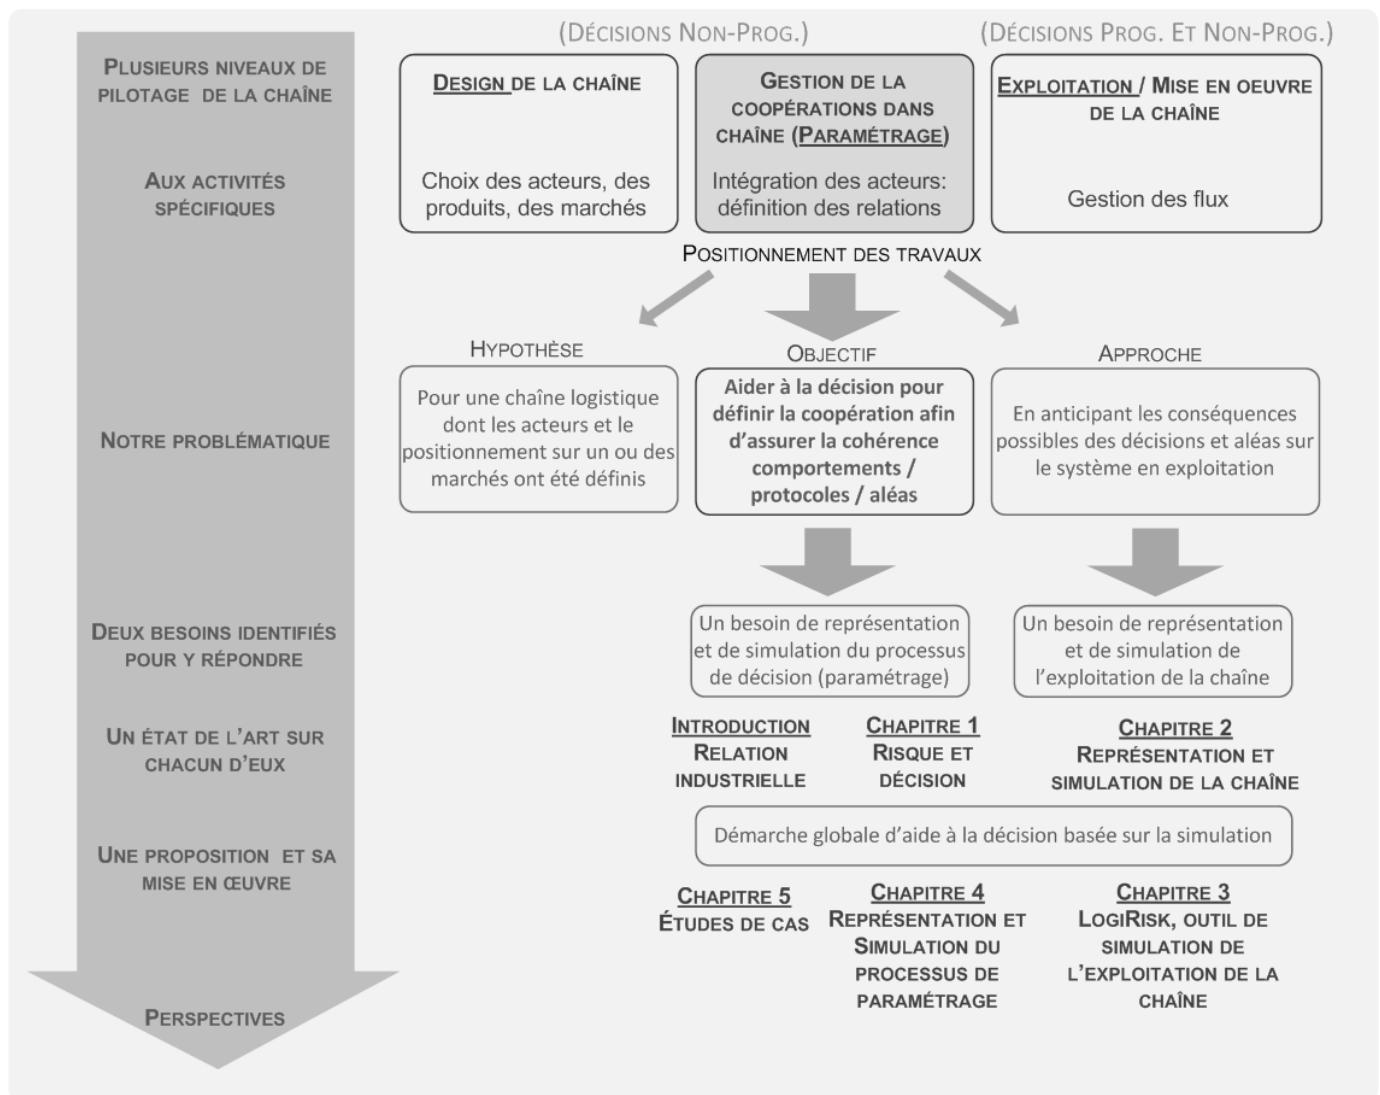 (Décisions Non-Prog.)
(Décisions Prog. Et Non-Prog.)
Plusieurs niveaux de
pilotage de la chaîne
Design de la chaîne
Gestion de la
coopérations dans
chaîne (Paramétrage)
Exploitation / Mise en oeuvre
de la chaîne
Aux activités
spécifiques
Choix des acteurs, des
produits, des marchés
Intégration des acteurs:
définition des relations
Gestion des flux
Positionnement des travaux
Hypothèse
Objectif
Approche
Notre problématique
Pour une chaîne logistique
dont les acteurs et le
positionnement sur un ou des
marchés ont été définis
Aider à la décision pour
définir la coopération afin
d'assurer la cohérence
comportements /
protocoles / aléas
En anticipant les conséquences
possibles des décisions et aléas sur
le système en exploitation
Deux besoins identifiés
pour y répondre
Un besoin de représentation
et de simulation du processus
de décision (paramétrage)
Un besoin de représentation
et de simulation de
l'exploitation de la chaîne
Un état de l'art sur
chacun d'eux
Introduction
Relation
industrielle
Chapitre 1
Risque et
décision
Chapitre 2
Représentation et
simulation de la chaîne
Une proposition et sa
mise en œuvre
Démarche globale d'aide à la décision basée sur la simulation
Chapitre 5
Études de cas
Chapitre 4
Représentation et
Simulation du
processus de
paramétrage
Chapitre 3
LogiRisk, outil de
simulation de
l'exploitation de la
chaîne
Perspectives